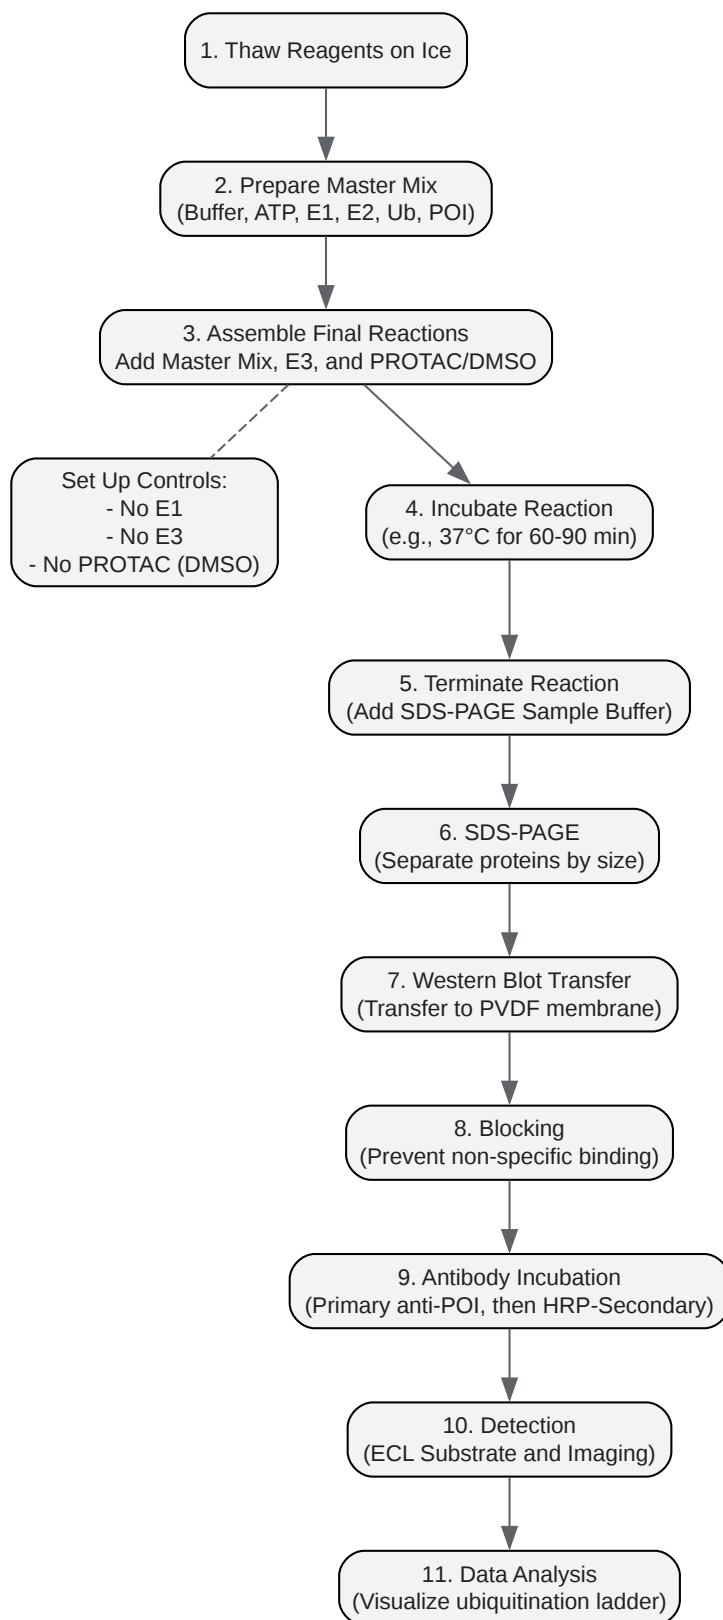 1. Thaw Reagents on Ice
2. Prepare Master Mix
(Buffer, ATP, E1, E2, Ub, POI)
3. Assemble Final Reactions
Add Master Mix, E3, and PROTAC/DMSO
Set Up Controls:
- No E1
- No E3
- No PROTAC (DMSO)
4. Incubate Reaction
(e.g., 37°C for 60-90 min)
5. Terminate Reaction
(Add SDS-PAGE Sample Buffer)
6. SDS-PAGE
(Separate proteins by size)
7. Western Blot Transfer
(Transfer to PVDF membrane)
8. Blocking
(Prevent non-specific binding)
9. Antibody Incubation
(Primary anti-POI, then HRP-Secondary)
10. Detection
(ECL Substrate and Imaging)
11. Data Analysis
(Visualize ubiquitination ladder)